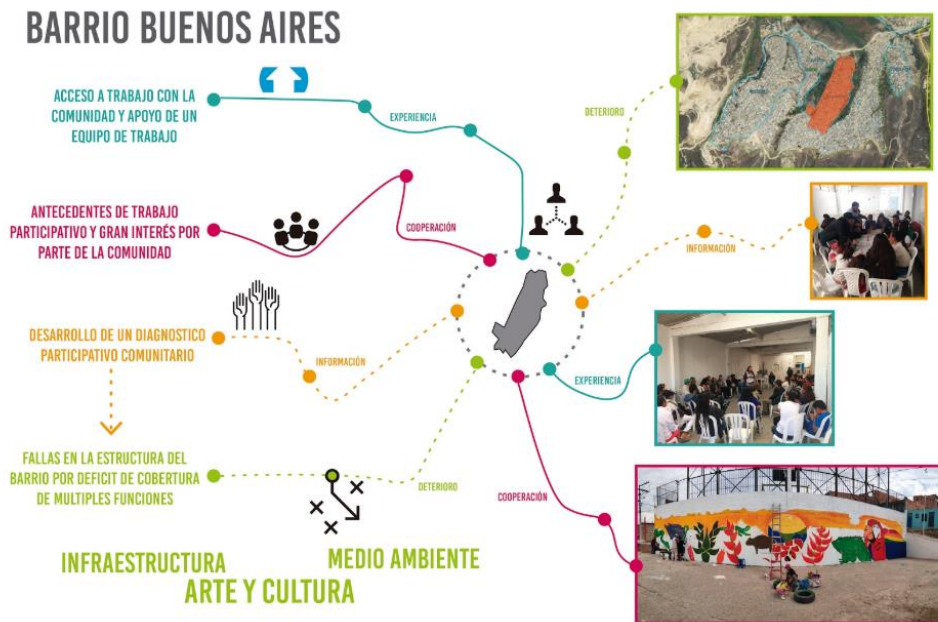 BARRIO BUENOS AIRES
ACCESO A TRABAJO CON LA
COMUNIDAD Y APOYO DE UN
EQUIPO DE TRABAJO
EXPERIENCIA
DETERIORO
ANTECEDENTES DE TRABAJO
PARTICIPATIVO Y GRAN INTERÉS POR
PARTE DE LA COMUNIDAD
COOPERACIÓN
INFORMACIÓN
DESARROLLO DE UN DIAGNOSTICO
PARTICIPATIVO COMUNITARIO
INFORMACIÓN
EXPERIENCIA
FALLAS EN LA ESTRUCTURA DEL
BARRIO POR DEFICIT DE COBERTURA
DE MULTIPLES FUNCIONES
DETERIORO
COOPERACIÓN
INFRAESTRUCTURA
MEDIO AMBIENTE
ARTE Y CULTURA